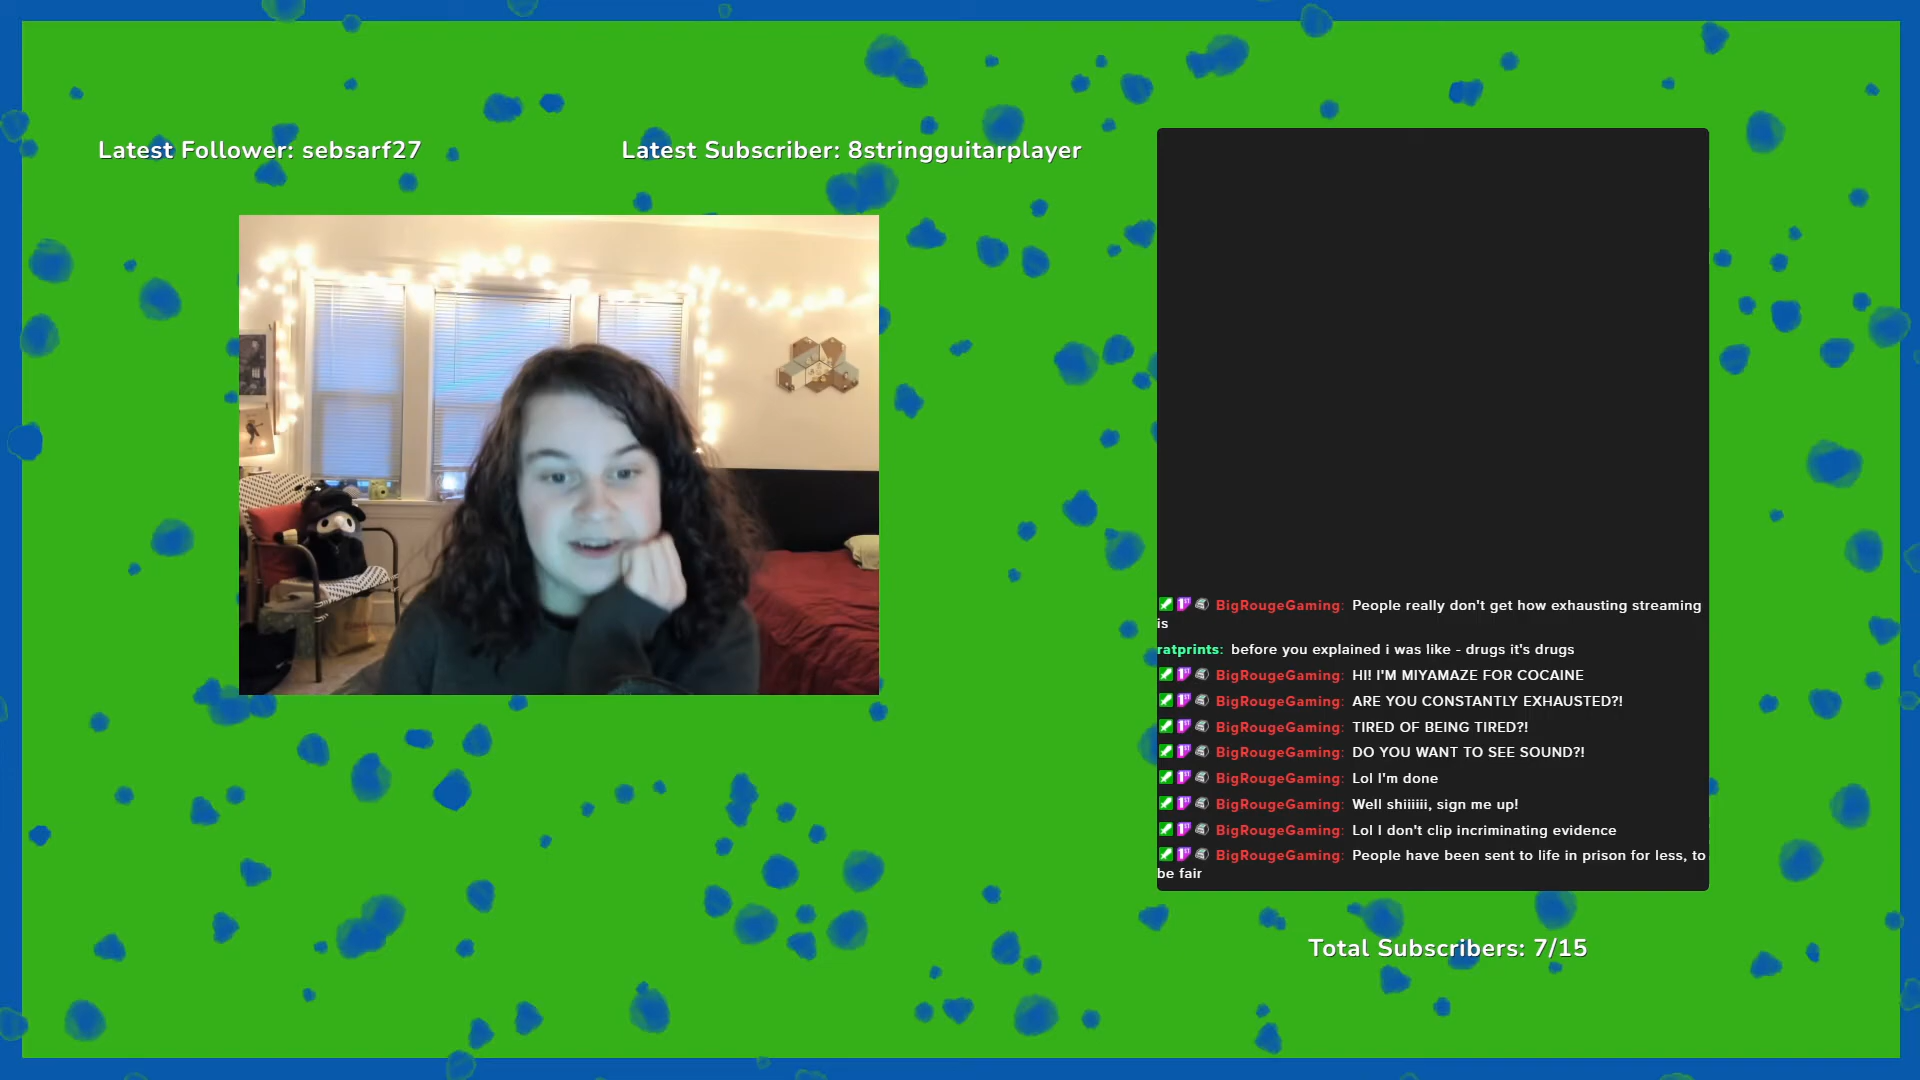 Latest Follower: sebsarf27
Latest Subscriber: 8stringguitarplayer
BigRougeGaming: People really don't get how exhausting streaming
is
ratprints: before you explained i was like - drugs it's drugs
BigRougeGaming: HI! I'M MIYAMAZE FOR COCAINE
BigRougeGaming: ARE YOU CONSTANTLY EXHAUSTED?!
BigRougeGaming: TIRED OF BEING TIRED?!
BigRougeGaming: DO YOU WANT TO SEE SOUND?!
BigRougeGaming: Lol I'm done
BigRougeGaming: Well shiiiiii, sign me up!
BigRougeGaming: Lol I don't clip incriminating evidence
BigRougeGaming: People have been sent to life in prison for less, to
be fair
Total Subscribers: 7/15